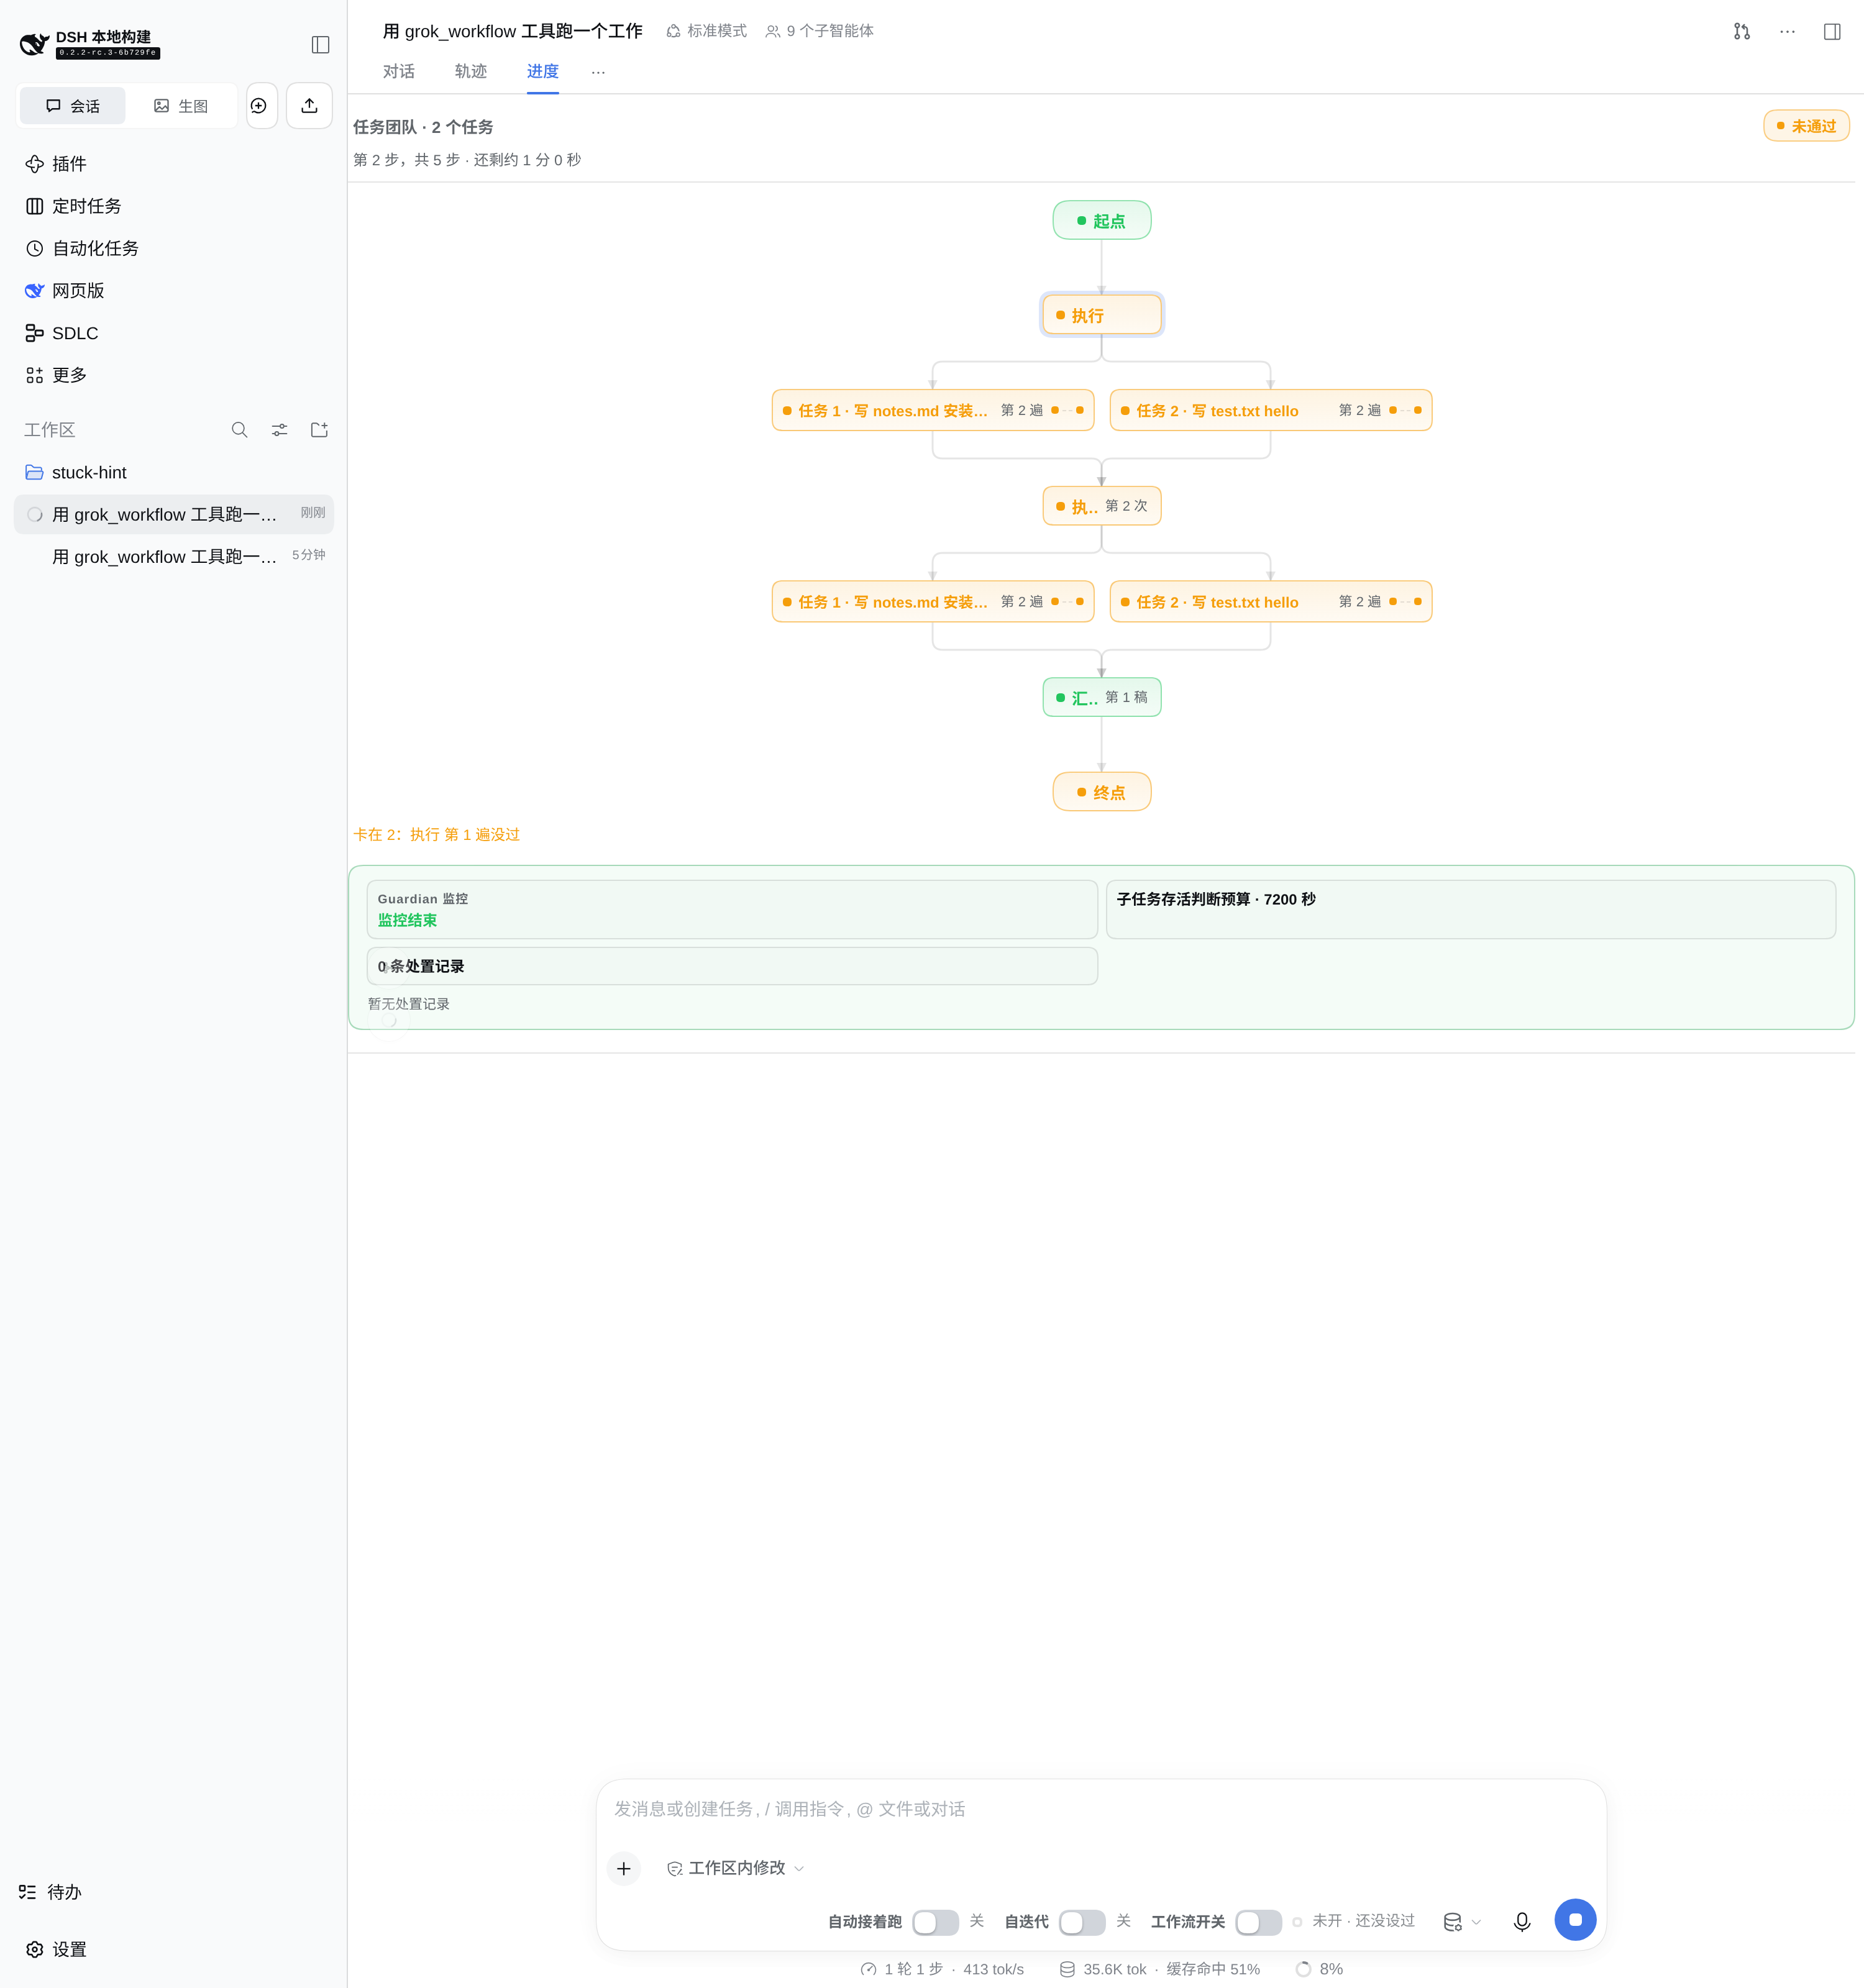 DSH 本地构建
0.2.2-rc.3-6b729fe
会话
生图
插件
定时任务
自动化任务
网页版
SDLC
更多
工作区
stuck-hint
用 grok_workflow 工具跑一… 刚刚
用 grok_workflow 工具跑一… 5分钟
待办
设置
用 grok_workflow 工具跑一个工作 标准模式 9 个子智能体
对话 轨迹 进度 …
任务团队 · 2 个任务
未通过
第 2 步，共 5 步 · 还剩约 1 分 0 秒
起点
执行
任务 1 · 写 notes.md 安装… 第 2 遍
任务 2 · 写 test.txt hello 第 2 遍
执.. 第 2 次
任务 1 · 写 notes.md 安装… 第 2 遍
任务 2 · 写 test.txt hello 第 2 遍
汇.. 第 1 稿
终点
卡在 2：执行 第 1 遍没过
Guardian 监控
监控结束
子任务存活判断预算 · 7200 秒
0 条处置记录
暂无处置记录
发消息或创建任务, / 调用指令, @ 文件或对话
工作区内修改
自动接着跑 关 自迭代 关 工作流开关 未开 · 还没设过
1 轮 1 步 · 413 tok/s 35.6K tok · 缓存命中 51% 8%